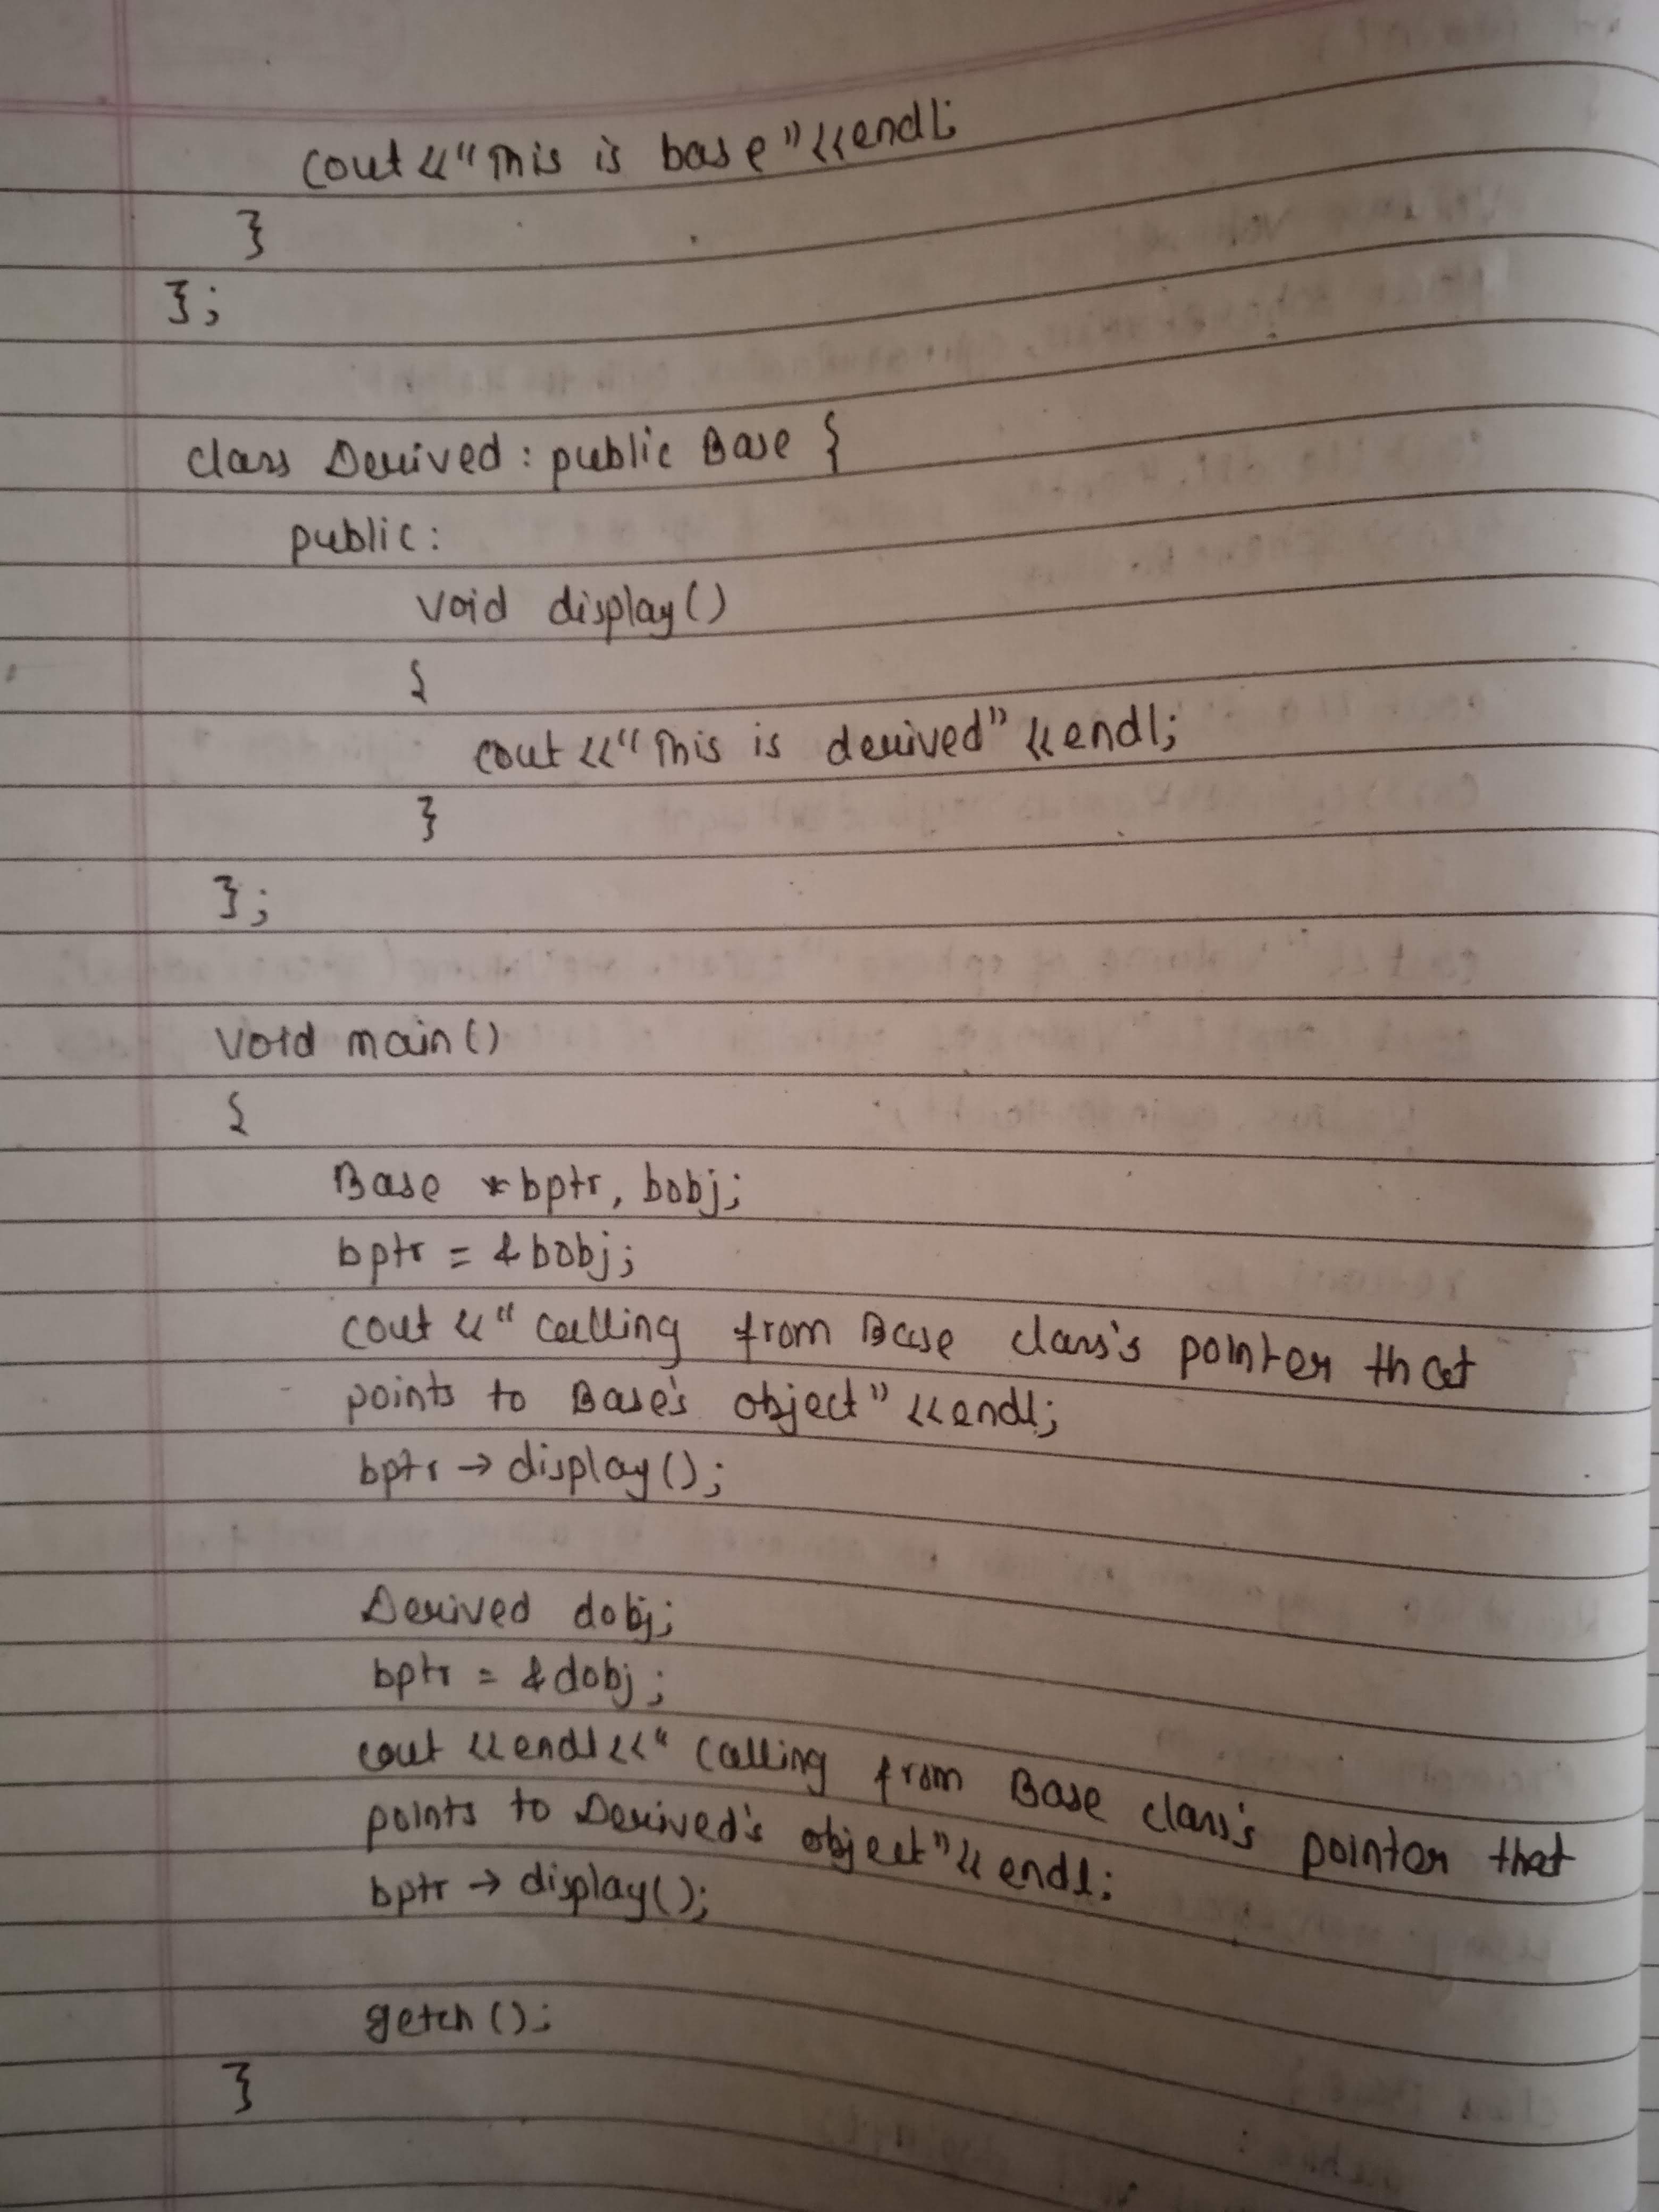 cout<<"This is base"<<endl;
}
};
class Derived : public Base {
public:
void display()
{
cout<<"This is derived"<<endl;
}
};
void main()
{
Base *bptr, bobj;
bptr = &bobj;
cout<<"calling from Base class's pointer that
points to Base's object"<<endl;
bptr→display();
Derived dobj;
bptr = &dobj;
cout<<endl<<"calling from Base class's pointer that
points to Derived's object"<<endl;
bptr→display();
getch();
}